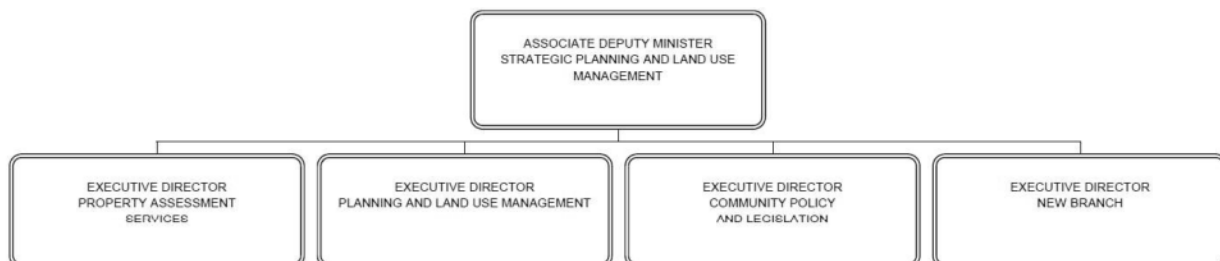 ASSOCIATE DEPUTY MINISTER
STRATEGIC PLANNING AND LAND USE
MANAGEMENT
EXECUTIVE DIRECTOR
PROPERTY ASSESSMENT
SERVICES
EXECUTIVE DIRECTOR
PLANNING AND LAND USE MANAGEMENT
EXECUTIVE DIRECTOR
COMMUNITY POLICY
AND LEGISLATION
EXECUTIVE DIRECTOR
NEW BRANCH